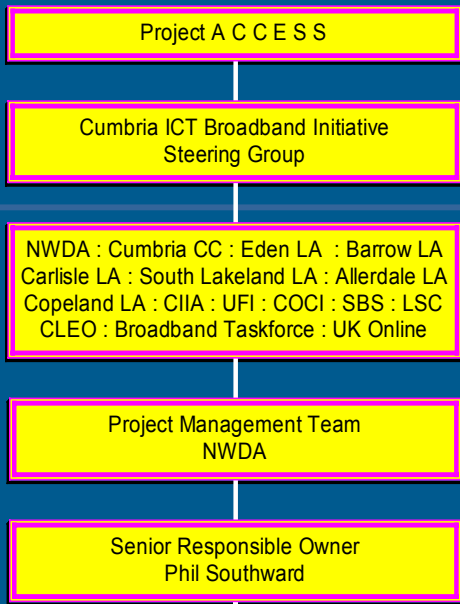 Project A C C E S S
Cumbria ICT Broadband Initiative
Steering Group
NWDA : Cumbria CC : Eden LA : Barrow LA
Carlisle LA : South Lakeland LA : Allerdale LA
Copeland LA : CIIA : UFI : COCI : SBS : LSC
CLEO : Broadband Taskforce : UK Online
Project Management Team
NWDA
Senior Responsible Owner
Phil Southward